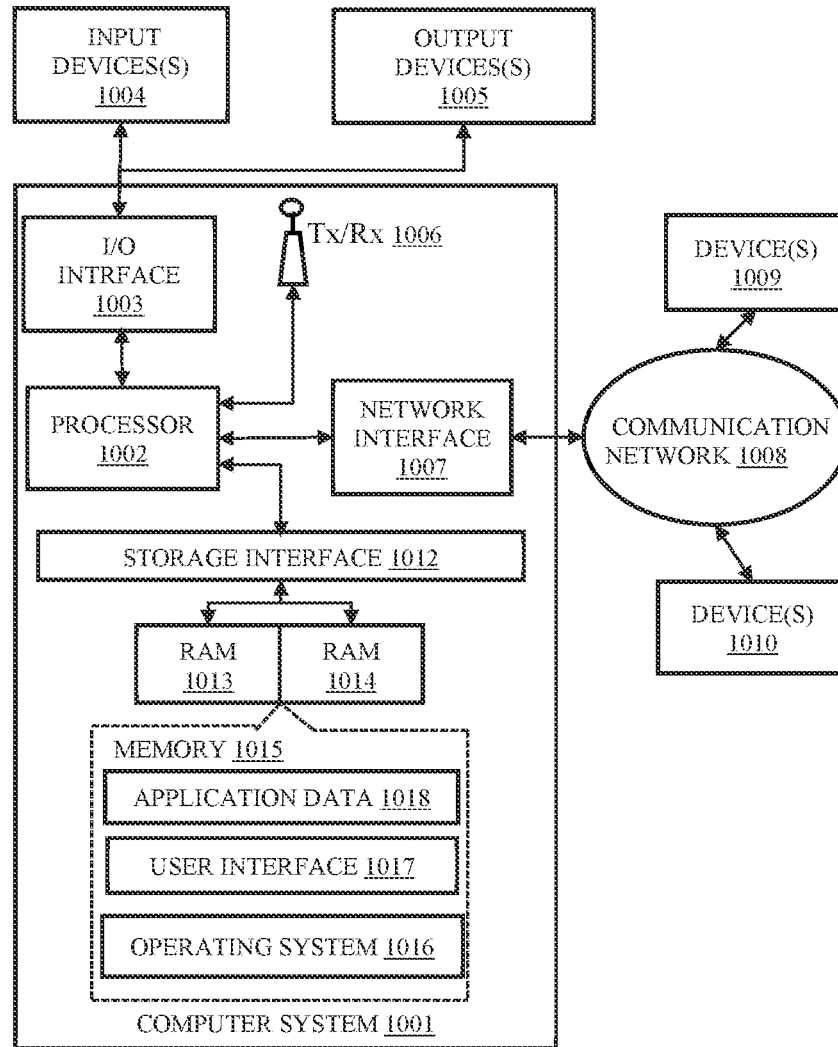 INPUT
DEVICES(S)
1004
OUTPUT
DEVICES(S)
1005
I/O
INTRFACE
1003
Tx/Rx 1006
DEVICE(S)
1009
PROCESSOR
1002
NETWORK
INTERFACE
1007
COMMUNICATION
NETWORK 1008
STORAGE INTERFACE 1012
RAM
1013
RAM
1014
DEVICE(S)
1010
MEMORY 1015
APPLICATION DATA 1018
USER INTERFACE 1017
OPERATING SYSTEM 1016
COMPUTER SYSTEM 1001